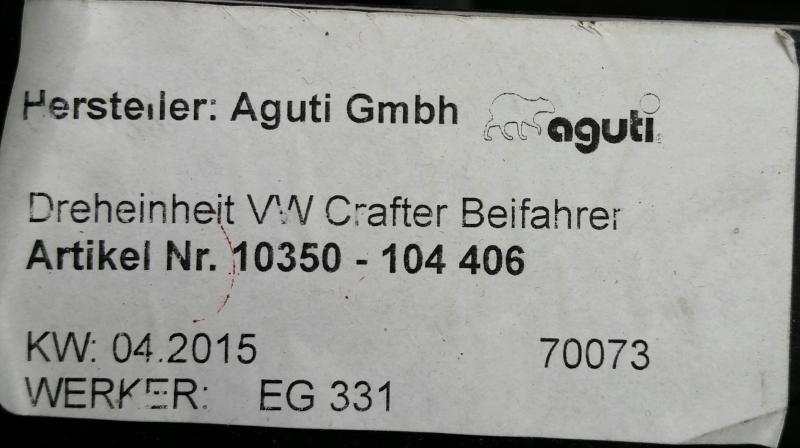 Hersteller: Aguti Gmbh aguti
Dreheinheit VW Crafter Beifahrer
Artikel Nr. 10350 - 104 406
KW: 04.2015 70073
WERKER: EG 331